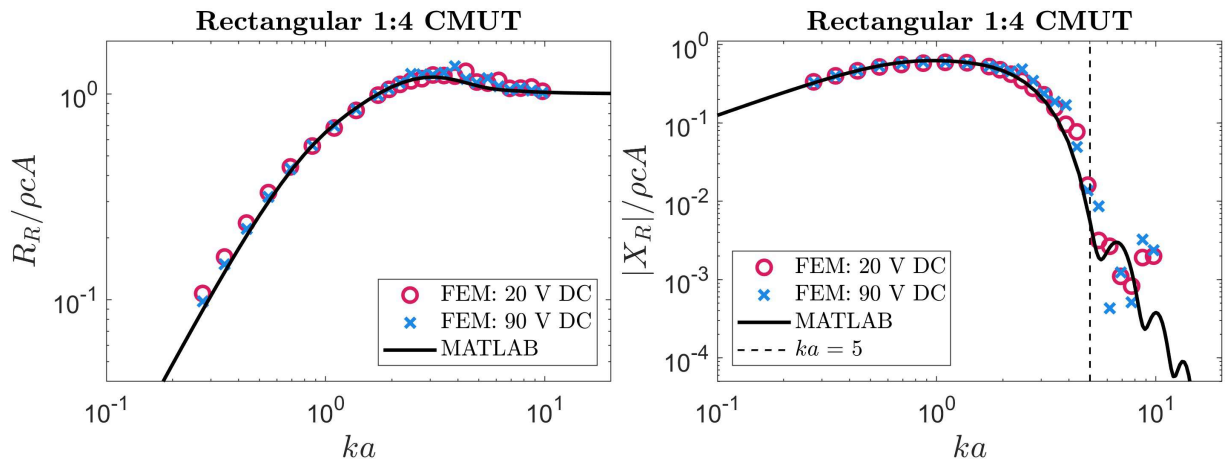 Rectangular 1:4 CMUT
R_R/ρcA
10^0
10^-1
FEM: 20 V DC
FEM: 90 V DC
MATLAB
10^-1
10^0
10^1
ka
Rectangular 1:4 CMUT
|X_R|/ρcA
10^0
10^-1
10^-2
10^-3
10^-4
FEM: 20 V DC
FEM: 90 V DC
MATLAB
ka = 5
10^-1
10^0
10^1
ka